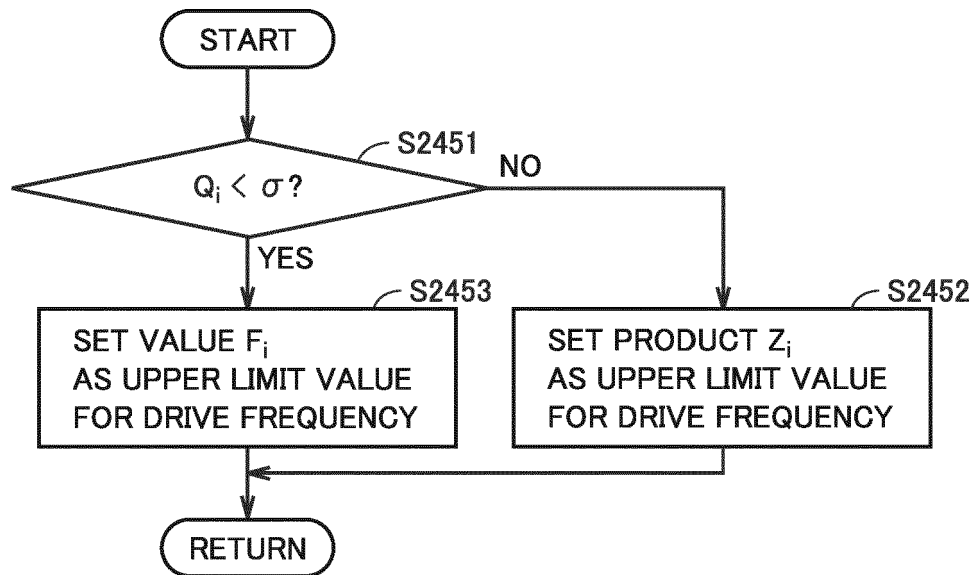 START
S2451
Qi < σ?
NO
YES
S2453
SET VALUE Fi
AS UPPER LIMIT VALUE
FOR DRIVE FREQUENCY
S2452
SET PRODUCT Zi
AS UPPER LIMIT VALUE
FOR DRIVE FREQUENCY
RETURN